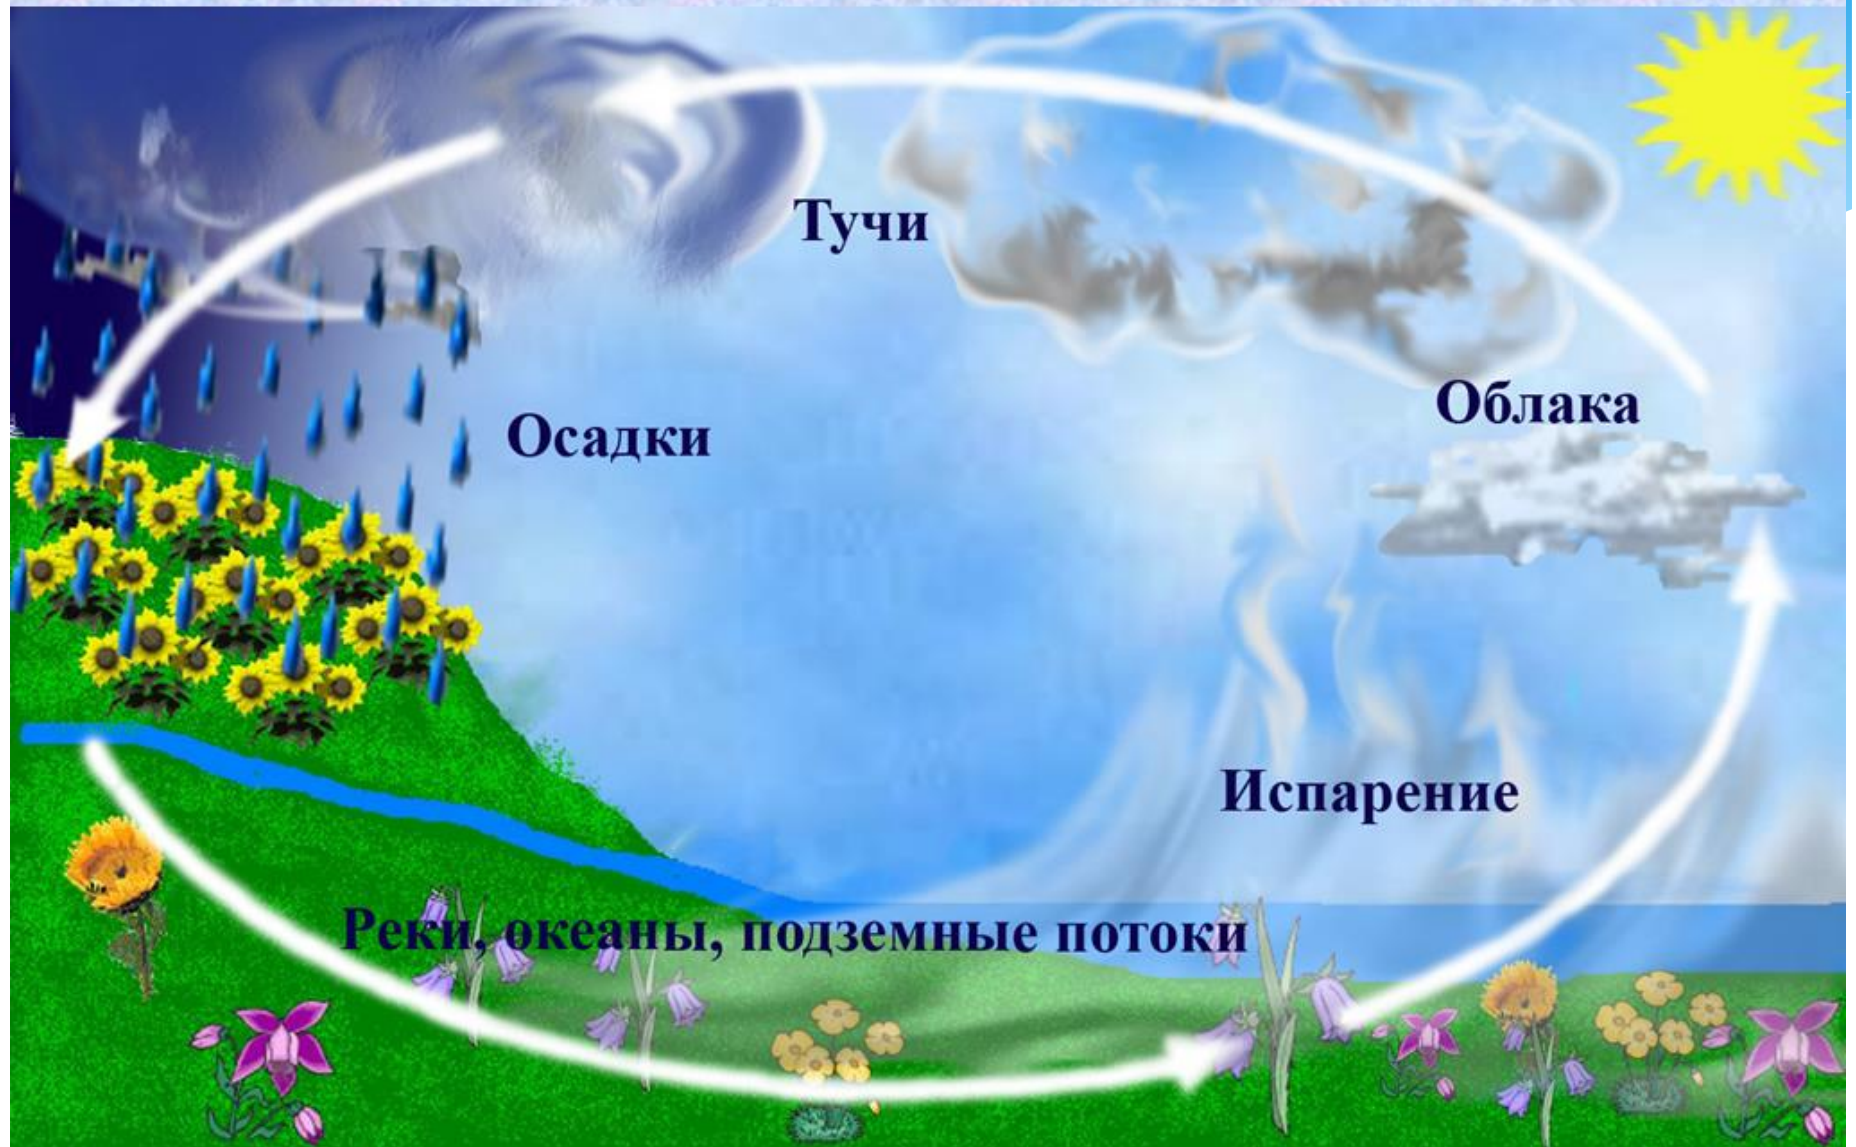 Тучи
Облака
Осадки
Испарение
Реки, океаны, подземные потоки